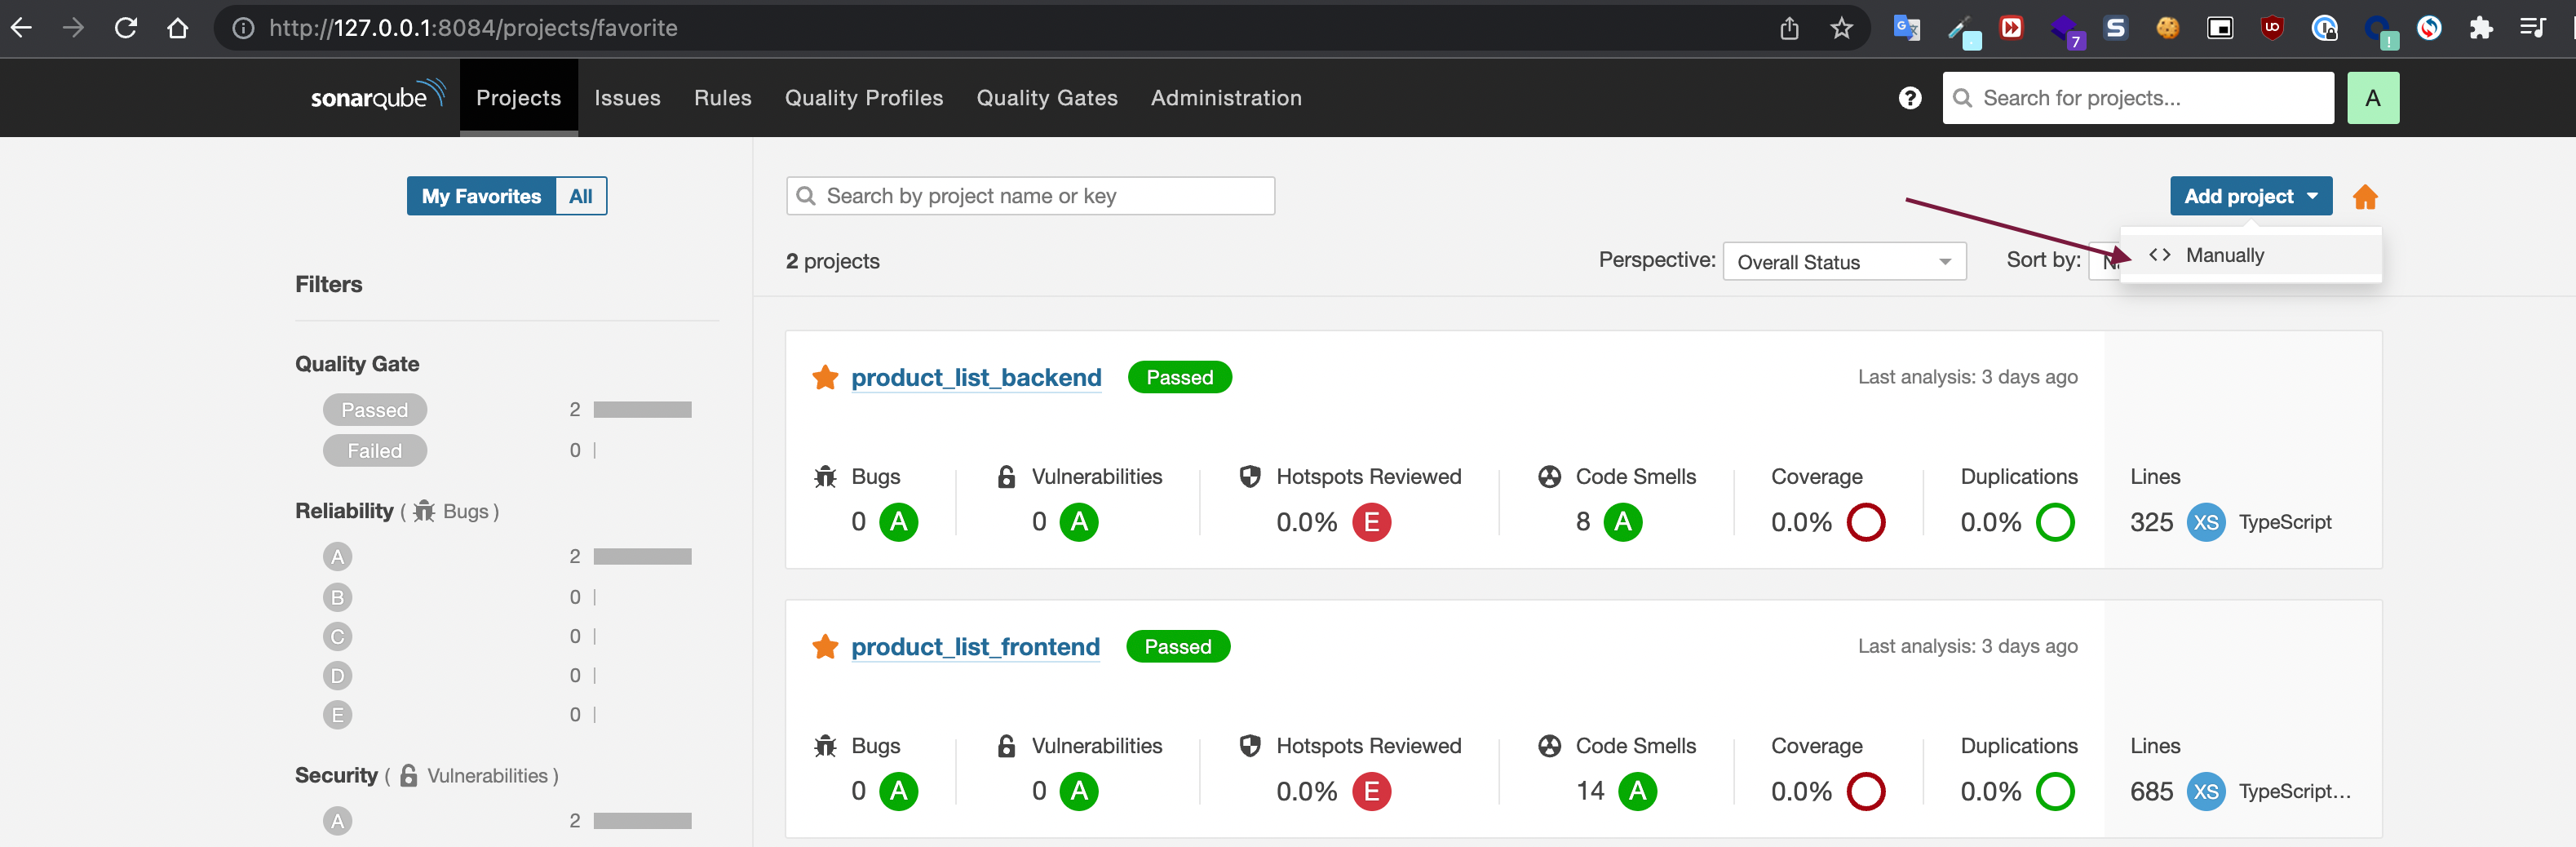 http://127.0.0.1:8084/projects/favorite
7
!
sonarqube Projects Issues Rules Quality Profiles Quality Gates Administration ? Search for projects... A
My Favorites All
Search by project name or key
Add project
2 projects
Perspective: Overall Status
Sort by:
Manually
Filters
Quality Gate
Passed 2
Failed 0
Reliability ( Bugs )
A 2
B 0
C 0
D 0
E 0
Security ( Vulnerabilities )
A 2
product_list_backend Passed Last analysis: 3 days ago
Bugs Vulnerabilities Hotspots Reviewed Code Smells Coverage Duplications Lines
0 A 0 A 0.0% E 8 A 0.0% 0.0% 325 XS TypeScript
product_list_frontend Passed Last analysis: 3 days ago
Bugs Vulnerabilities Hotspots Reviewed Code Smells Coverage Duplications Lines
0 A 0 A 0.0% E 14 A 0.0% 0.0% 685 XS TypeScript...